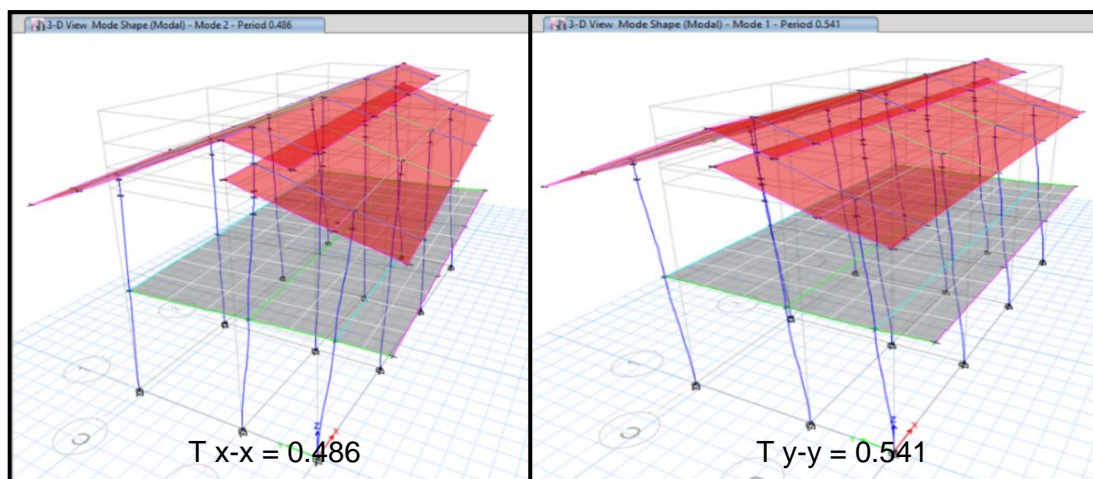 3-D View Mode Shape (Modal) - Mode 2 - Period 0.486
3-D View Mode Shape (Modal) - Mode 1 - Period 0.541
T x-x = 0.486
T y-y = 0.541